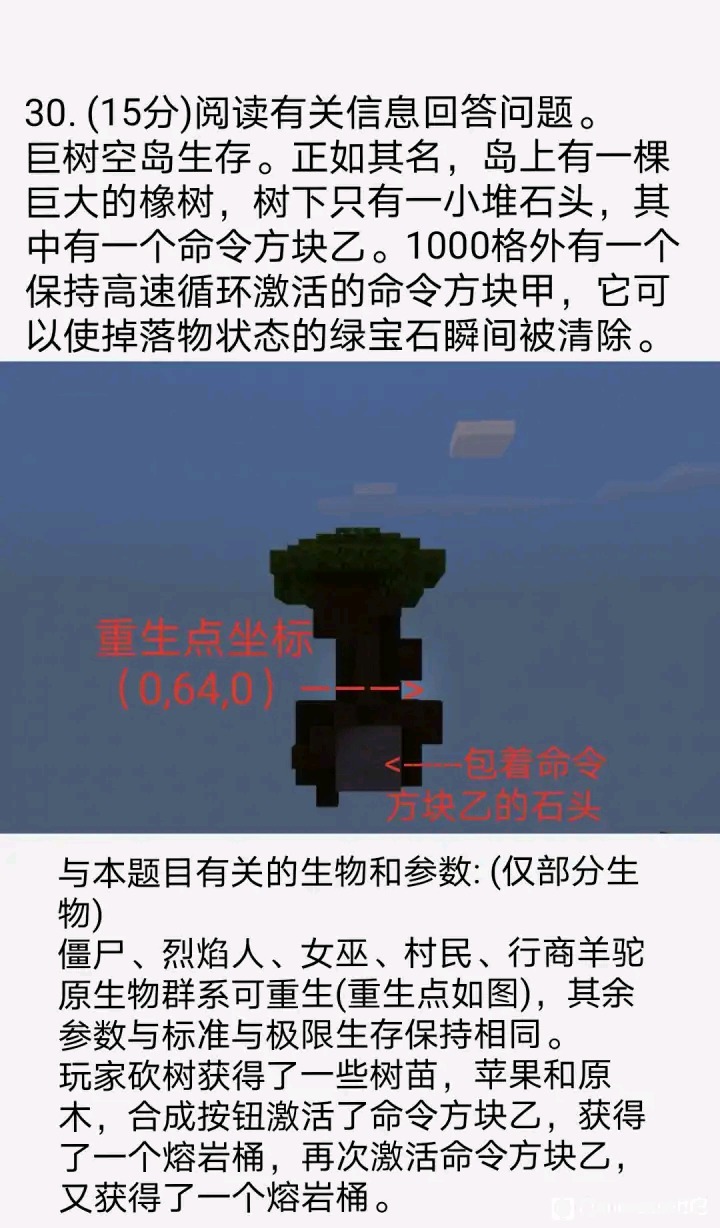 30. (15分)阅读有关信息回答问题。
巨树空岛生存。正如其名，岛上有一棵
巨大的橡树，树下只有一小堆石头，其
中有一个命令方块乙。1000格外有一个
保持高速循环激活的命令方块甲，它可
以使掉落物状态的绿宝石瞬间被清除。
重生点坐标
（0,64,0）---->
<-----包着命令
方块乙的石头
与本题目有关的生物和参数: (仅部分生
物)
僵尸、烈焰人、女巫、村民、行商羊驼
原生物群系可重生(重生点如图)，其余
参数与标准与极限生存保持相同。
玩家砍树获得了一些树苗，苹果和原
木，合成按钮激活了命令方块乙，获得
了一个熔岩桶，再次激活命令方块乙，
又获得了一个熔岩桶。